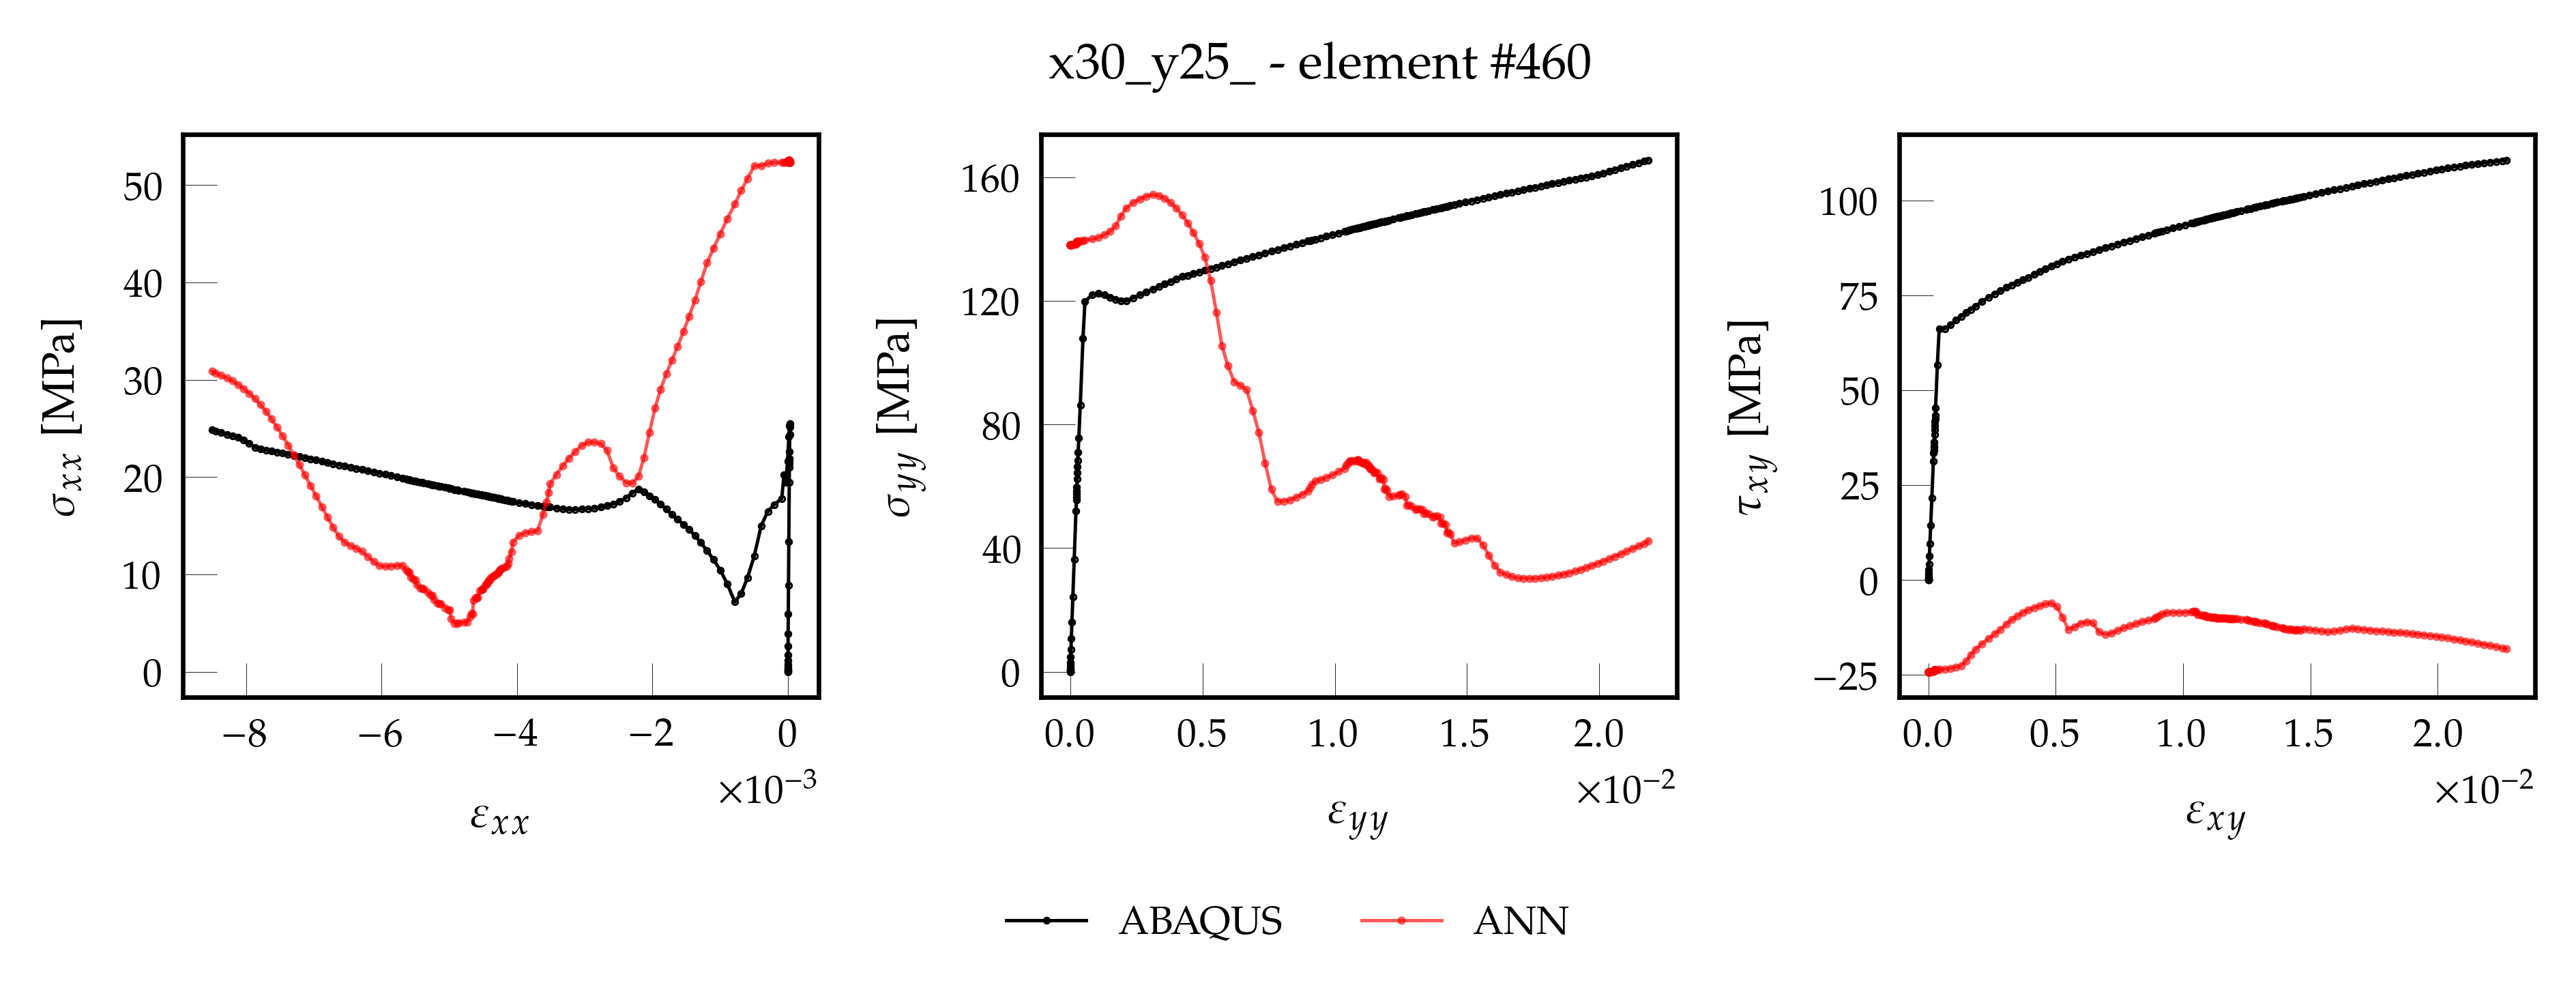 x30_y25_ - element #460
σxx [MPa]
50
40
30
20
10
0
−8 −6 −4 −2 0
×10−3
εxx
σyy [MPa]
160
120
80
40
0
0.0 0.5 1.0 1.5 2.0
×10−2
εyy
τxy [MPa]
100
75
50
25
0
−25
0.0 0.5 1.0 1.5 2.0
×10−2
εxy
ABAQUS ANN